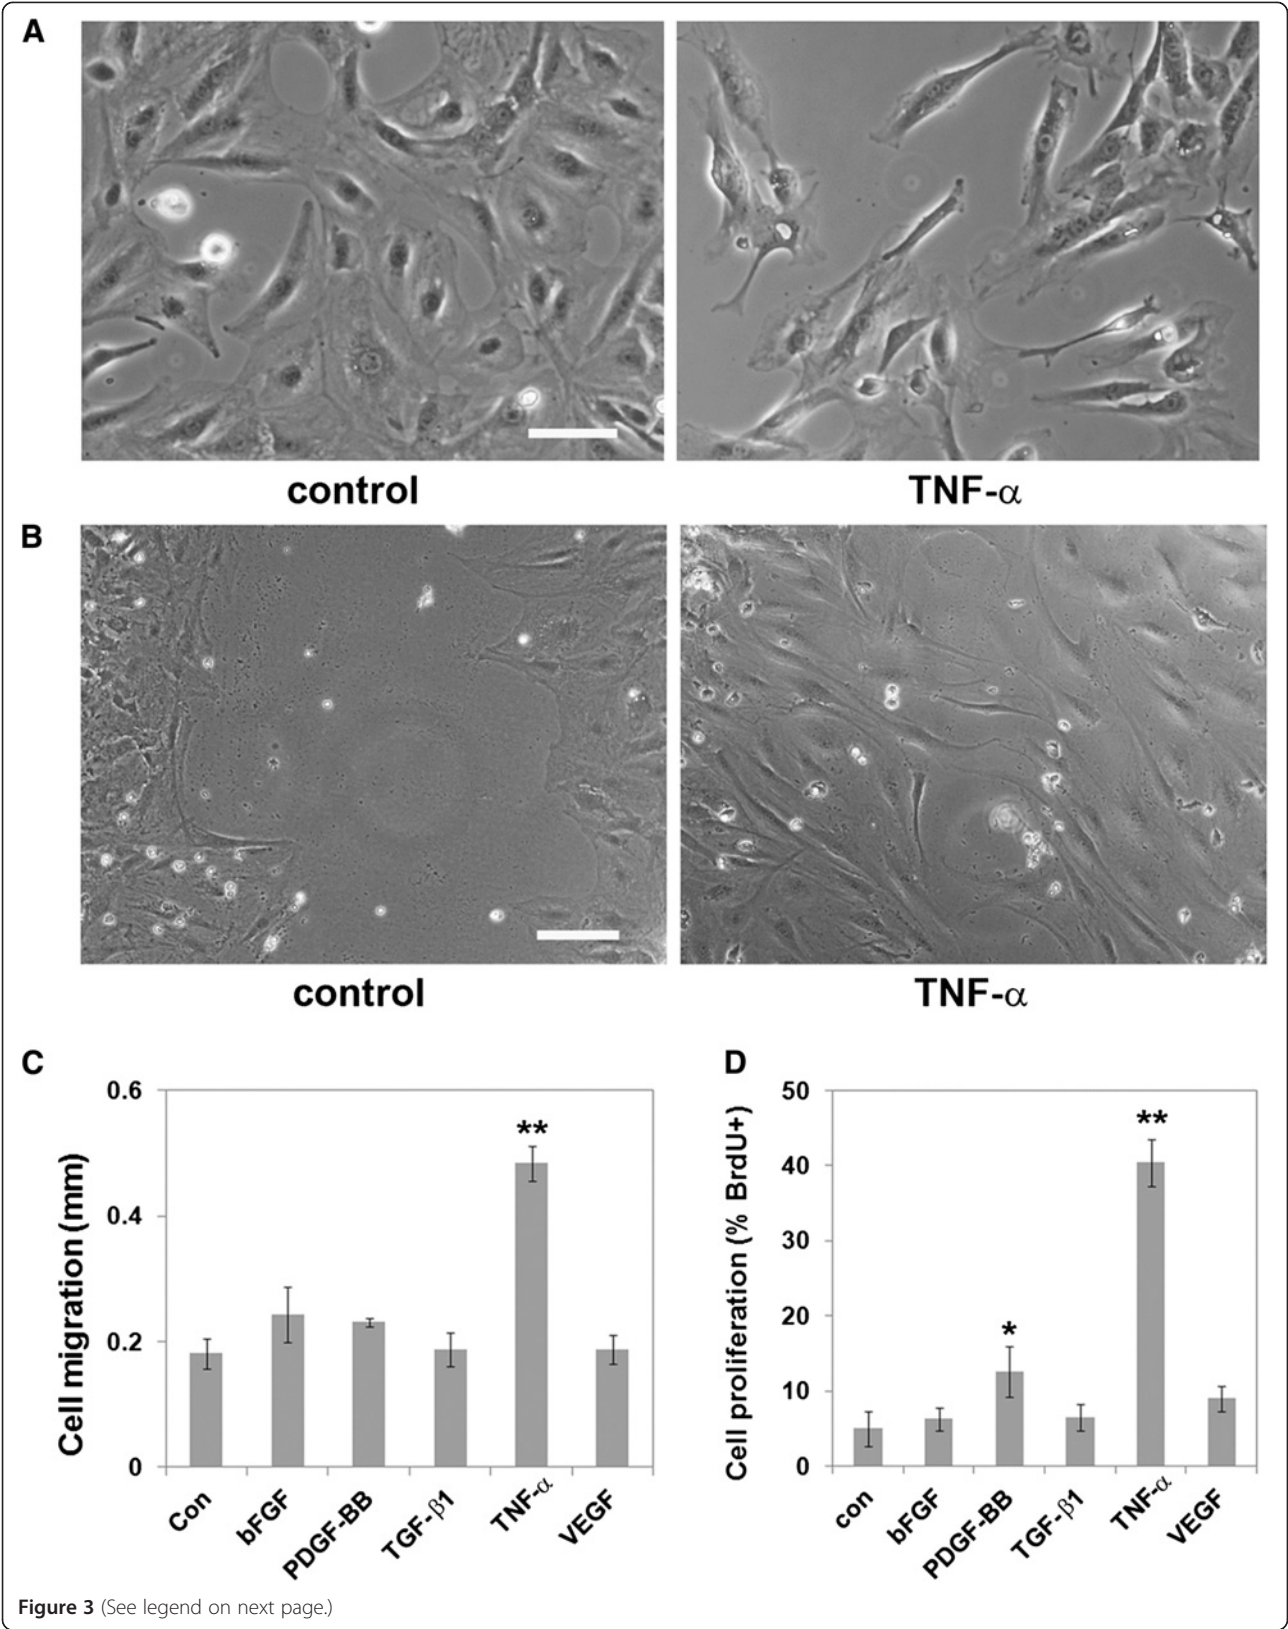 A
control TNF-α
B
control TNF-α
C
0.6
0.4
0.2
0
Cell migration (mm)
**
Con bFGF PDGF-BB TGF-β1 TNF-α VEGF
D
50
40
30
20
10
0
Cell proliferation (% BrdU+)
*
**
con bFGF PDGF-BB TGF-β1 TNF-α VEGF
Figure 3 (See legend on next page.)